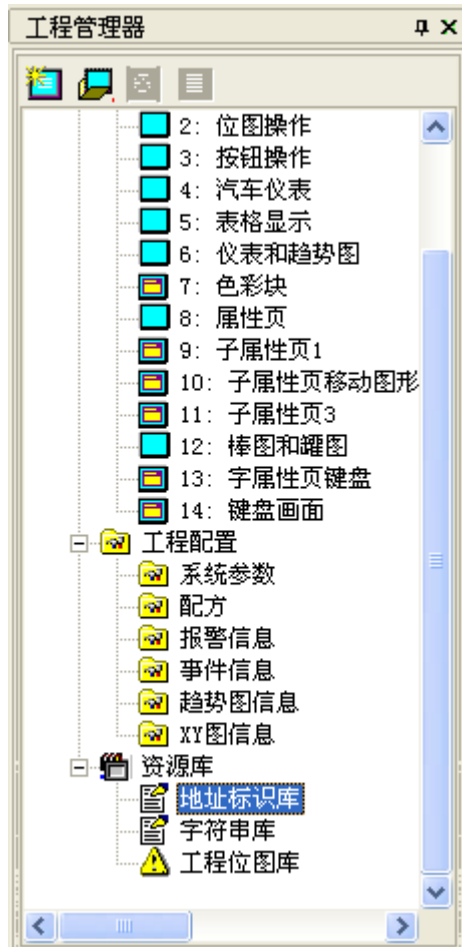 工程管理器
2: 位图操作
3: 按钮操作
4: 汽车仪表
5: 表格显示
6: 仪表和趋势图
7: 色彩块
8: 属性页
9: 子属性页1
10: 子属性页移动图形
11: 子属性页3
12: 棒图和罐图
13: 字属性页键盘
14: 键盘画面
工程配置
系统参数
配方
报警信息
事件信息
趋势图信息
XY图信息
资源库
地址标识库
字符串库
工程位图库